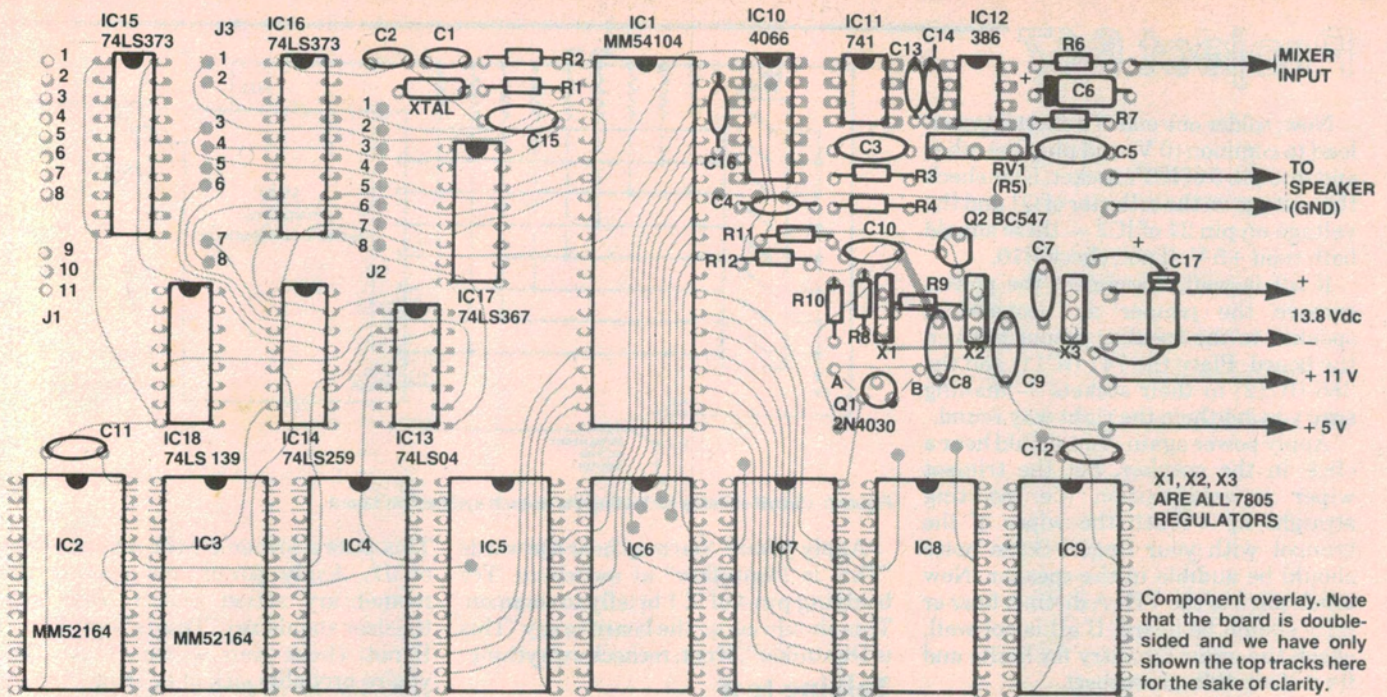 IC15
74LS373
J3
IC16
74LS373
C2
C1
R2
R1
XTAL
C15
IC1
MM54104
IC10
4066
IC11
741
C13
C14
IC12
386
R6
+
C6
R7
MIXER
INPUT
1
2
3
4
5
6
7
8
9
10
11
J1
1
2
3
4
5
6
7
8
1
2
3
4
5
6
7
8
J2
IC17
74LS367
C16
C3
R3
R4
C4
R11
R12
C10
RV1
(R5)
C5
Q2 BC547
TO
SPEAKER
(GND)
R10
R8
R9
X1
X2
X3
C7
C8
C9
+
C17
+
13.8 Vdc
–
+ 11 V
+ 5 V
A
B
Q1
2N4030
C12
C11
IC18
74LS 139
IC14
74LS259
IC13
74LS04
X1, X2, X3
ARE ALL 7805
REGULATORS
IC2
IC3
IC4
IC5
IC6
IC7
IC8
IC9
MM52164
MM52164
Component overlay. Note
that the board is double-
sided and we have only
shown the top tracks here
for the sake of clarity.